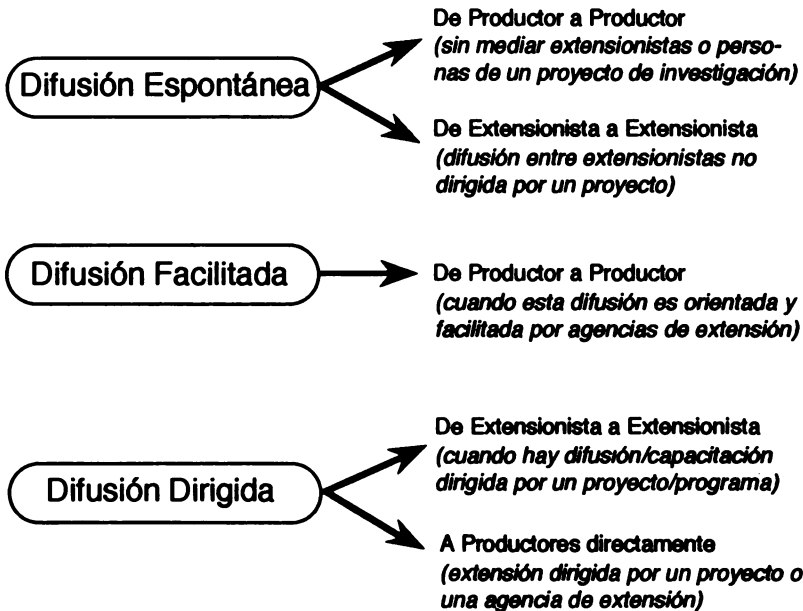 De Productor a Productor
(sin mediar extensionistas o perso-
nas de un proyecto de investigación)
Difusión Espontánea
De Extensionista a Extensionista
(difusión entre extensionistas no
dirigida por un proyecto)
Difusión Facilitada
De Productor a Productor
(cuando esta difusión es orientada y
facilitada por agencias de extensión)
De Extensionista a Extensionista
(cuando hay difusión/capacitación
dirigida por un proyecto/programa)
Difusión Dirigida
A Productores directamente
(extensión dirigida por un proyecto o
una agencia de extensión)